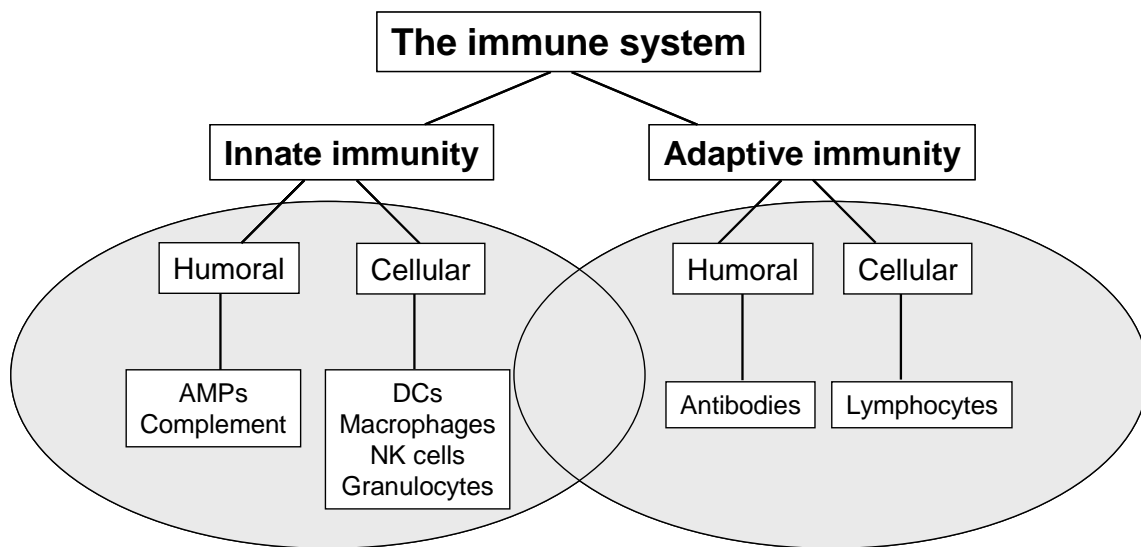 The immune system
Innate immunity
Adaptive immunity
Humoral
Cellular
Humoral
Cellular
AMPs
Complement
DCs
Macrophages
NK cells
Granulocytes
Antibodies
Lymphocytes